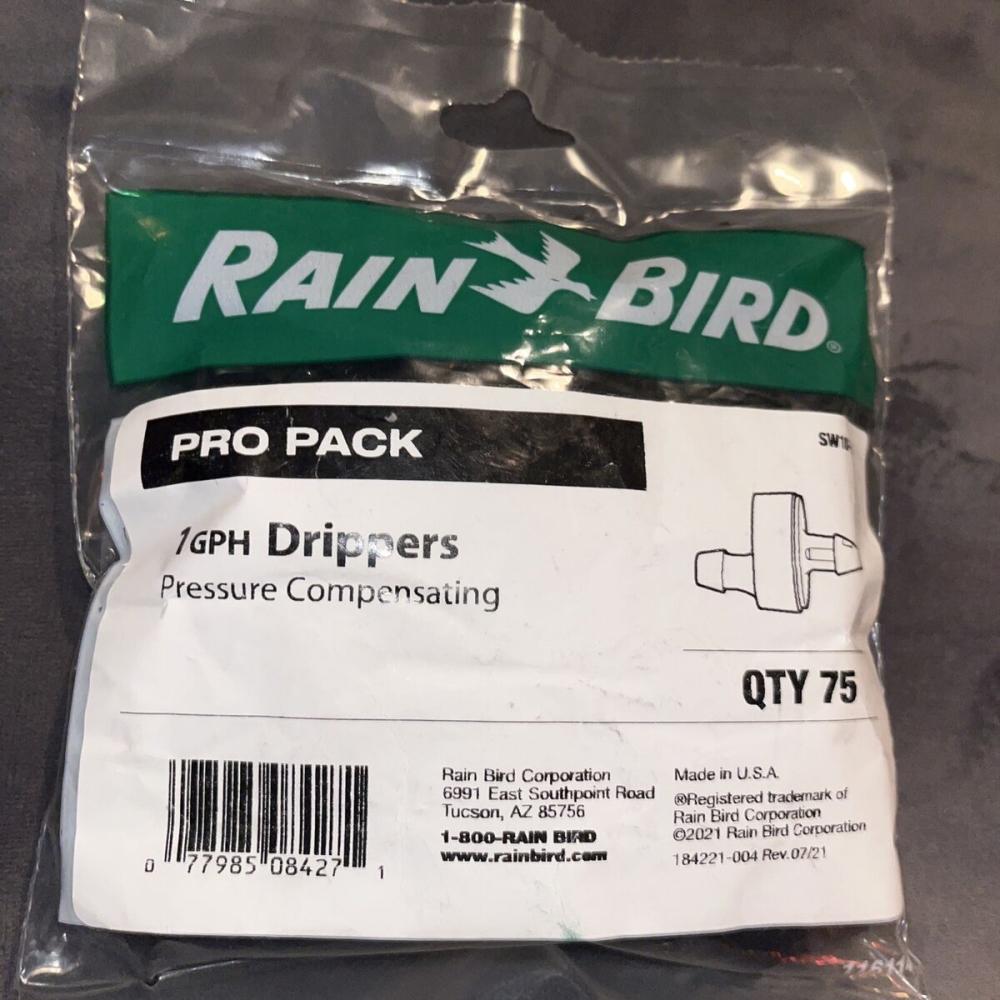 RAIN BIRD®
PRO PACK
1GPH Drippers
Pressure Compensating
QTY 75
0 77985 08427 1
Rain Bird Corporation
6991 East Southpoint Road
Tucson, AZ 85756
1-800-RAIN BIRD
www.rainbird.com
Made in U.S.A.
®Registered trademark of
Rain Bird Corporation
©2021 Rain Bird Corporation
184221-004 Rev.07/21